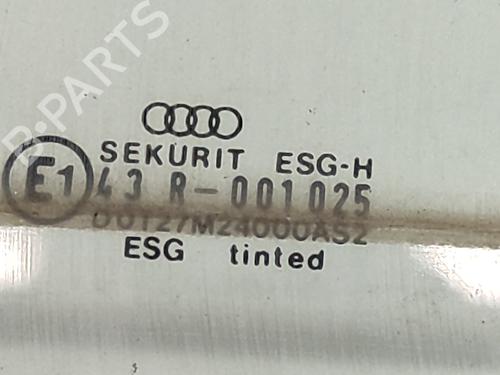 B-PARTS
SEKURIT ESG-H
E1 43 R-001025
DOT27M24000AS2
ESG tinted